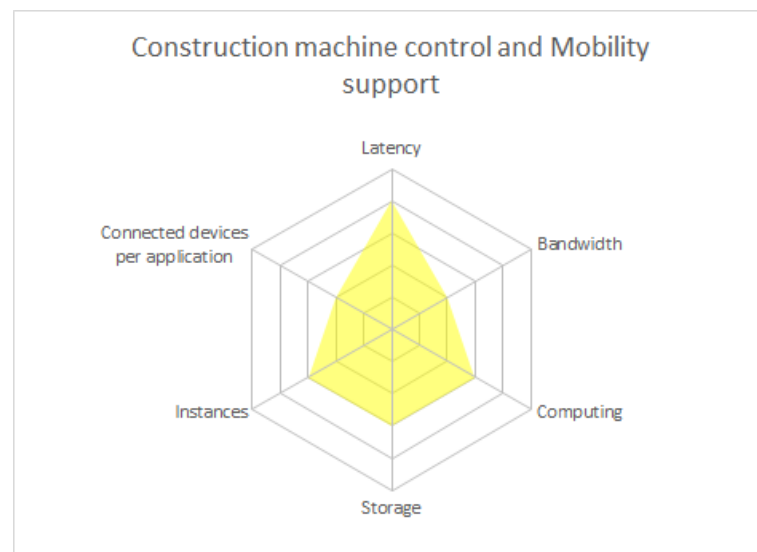 Construction machine control and Mobility
support
Latency
Connected devices
per application
Bandwidth
Instances
Computing
Storage